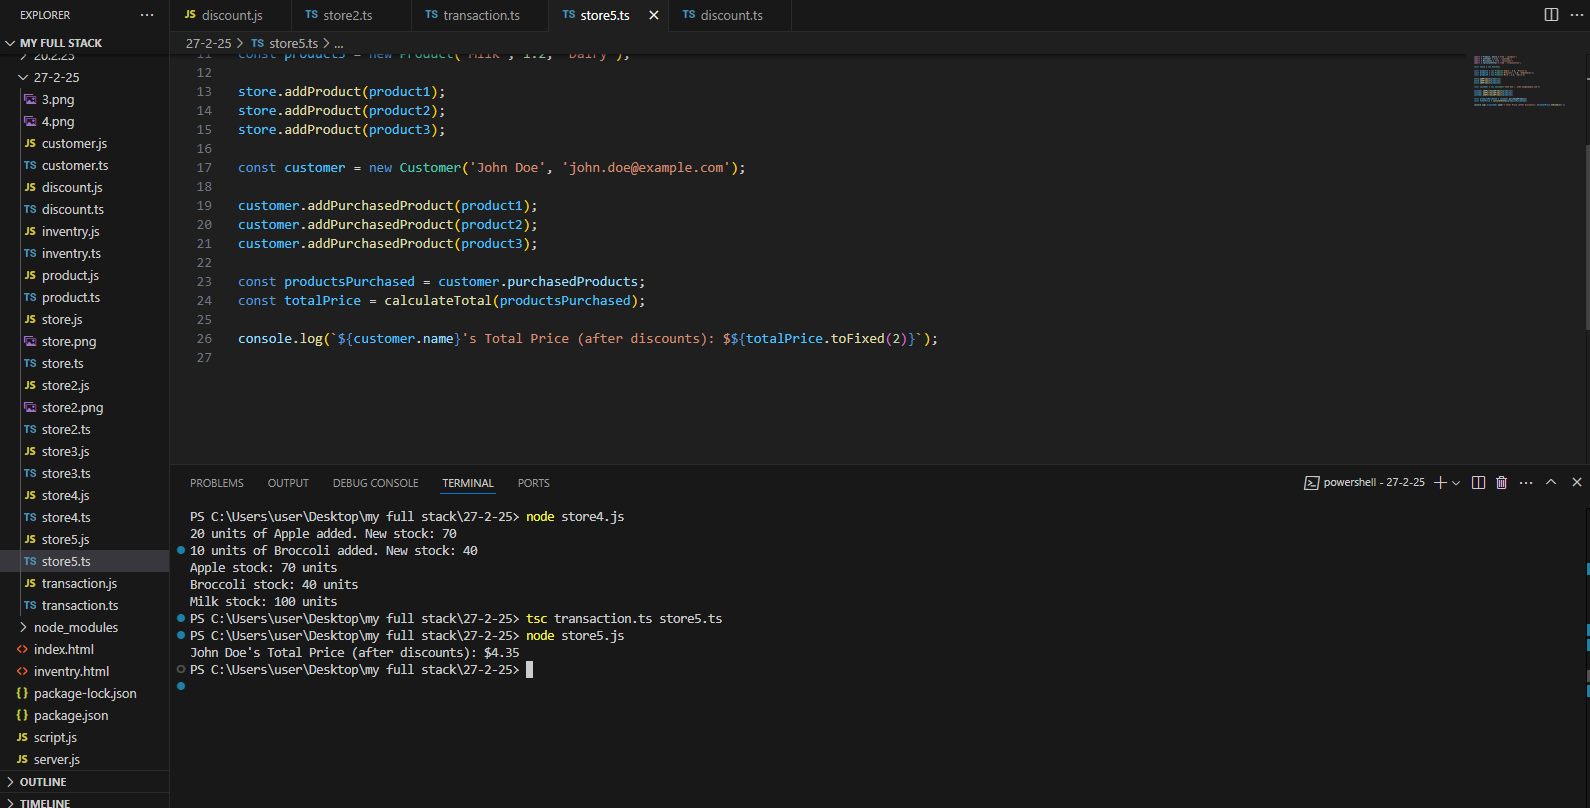 EXPLORER
MY FULL STACK
20.2.25
27-2-25
3.png
4.png
JS customer.js
TS customer.ts
JS discount.js
TS discount.ts
JS inventry.js
TS inventry.ts
JS product.js
TS product.ts
JS store.js
store.png
TS store.ts
JS store2.js
store2.png
TS store2.ts
JS store3.js
TS store3.ts
JS store4.js
TS store4.ts
JS store5.js
TS store5.ts
JS transaction.js
TS transaction.ts
node_modules
<> index.html
<> inventry.html
{} package-lock.json
{} package.json
JS script.js
JS server.js
OUTLINE
TIMELINE
JS discount.js TS store2.ts TS transaction.ts TS store5.ts TS discount.ts
27-2-25 > TS store5.ts > ...
11 const product3 = new Product('Milk', 1.2, 'Dairy');
12
13 store.addProduct(product1);
14 store.addProduct(product2);
15 store.addProduct(product3);
16
17 const customer = new Customer('John Doe', 'john.doe@example.com');
18
19 customer.addPurchasedProduct(product1);
20 customer.addPurchasedProduct(product2);
21 customer.addPurchasedProduct(product3);
22
23 const productsPurchased = customer.purchasedProducts;
24 const totalPrice = calculateTotal(productsPurchased);
25
26 console.log(`${customer.name}'s Total Price (after discounts): $${totalPrice.toFixed(2)}`);
27
PROBLEMS OUTPUT DEBUG CONSOLE TERMINAL PORTS
powershell - 27-2-25
PS C:\Users\user\Desktop\my full stack\27-2-25> node store4.js
20 units of Apple added. New stock: 70
10 units of Broccoli added. New stock: 40
Apple stock: 70 units
Broccoli stock: 40 units
Milk stock: 100 units
PS C:\Users\user\Desktop\my full stack\27-2-25> tsc transaction.ts store5.ts
PS C:\Users\user\Desktop\my full stack\27-2-25> node store5.js
John Doe's Total Price (after discounts): $4.35
PS C:\Users\user\Desktop\my full stack\27-2-25>